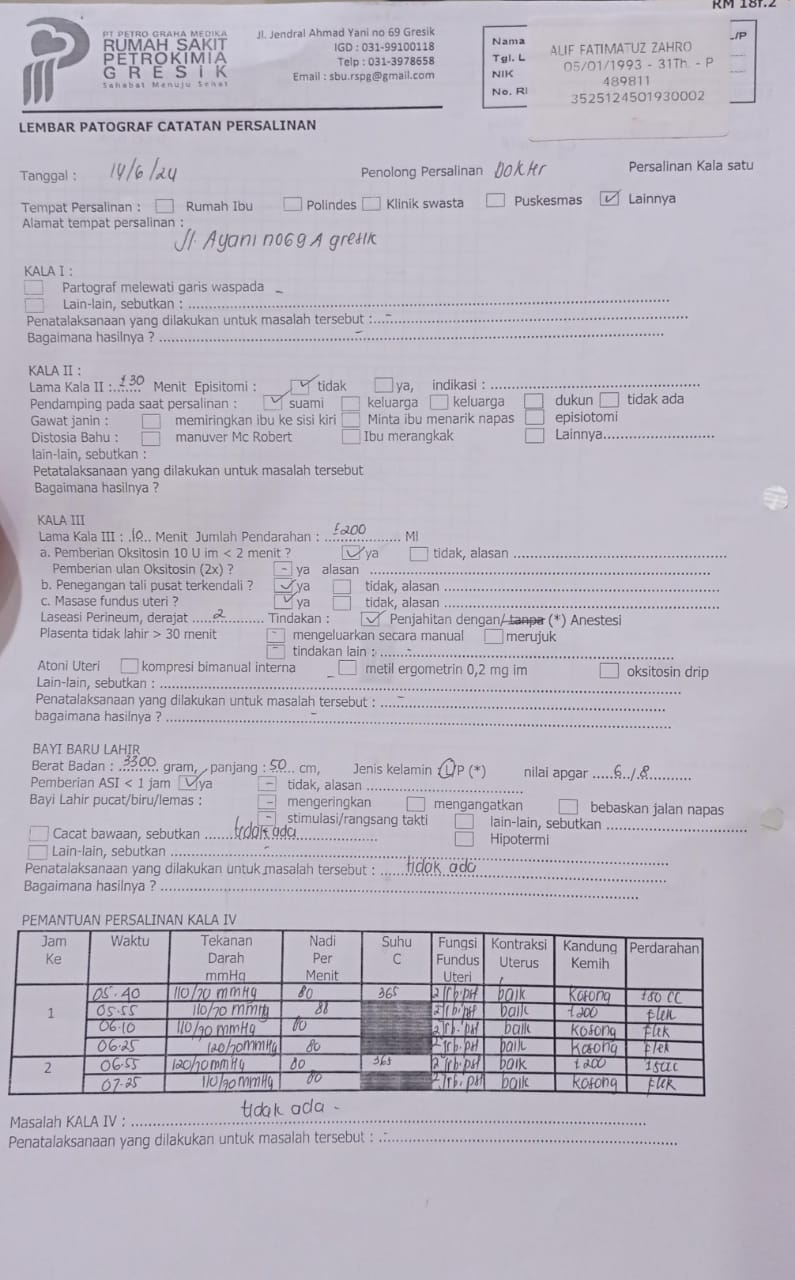 RM 18f.2
PT PETRO GRAHA MEDIKA
RUMAH SAKIT
PETROKIMIA
GRESIK
Sahabat Menuju Sehat
Jl. Jendral Ahmad Yani no 69 Gresik
IGD : 031-99100118
Telp : 031-3978658
Email : sbu.rspg@gmail.com
Nama
Tgl. L
NIK
No. RI
/P
ALIF FATIMATUZ ZAHRO
05/01/1993 - 31Th. - P
489811
3525124501930002
LEMBAR PATOGRAF CATATAN PERSALINAN
Tanggal : 14/6/24 Penolong Persalinan Dokter Persalinan Kala satu
Tempat Persalinan : Rumah Ibu Polindes Klinik swasta Puskesmas ✓ Lainnya
Alamat tempat persalinan :
Jl. Ayani no69 A gresik
KALA I :
Partograf melewati garis waspada -
Lain-lain, sebutkan :
Penatalaksanaan yang dilakukan untuk masalah tersebut : -
Bagaimana hasilnya ? -
KALA II :
Lama Kala II : ±30 Menit Episitomi : ✓ tidak ya, indikasi :
Pendamping pada saat persalinan : ✓ suami keluarga keluarga dukun tidak ada
Gawat janin : memiringkan ibu ke sisi kiri Minta ibu menarik napas episiotomi
Distosia Bahu : manuver Mc Robert Ibu merangkak Lainnya
lain-lain, sebutkan :
Petatalaksanaan yang dilakukan untuk masalah tersebut
Bagaimana hasilnya ?
KALA III
Lama Kala III : 10 Menit Jumlah Pendarahan : ±200 Ml
a. Pemberian Oksitosin 10 U im < 2 menit ? ✓ ya tidak, alasan
Pemberian ulan Oksitosin (2x) ? - ya alasan
b. Penegangan tali pusat terkendali ? ✓ ya tidak, alasan
c. Masase fundus uteri ? ✓ ya tidak, alasan
Laseasi Perineum, derajat 2 Tindakan : ✓ Penjahitan dengan/ tanpa (*) Anestesi
Plasenta tidak lahir > 30 menit - mengeluarkan secara manual merujuk
- tindakan lain : -
Atoni Uteri kompresi bimanual interna - metil ergometrin 0,2 mg im oksitosin drip
Lain-lain, sebutkan :
Penatalaksanaan yang dilakukan untuk masalah tersebut : -
bagaimana hasilnya ? -
BAYI BARU LAHIR
Berat Badan : 3300 gram, panjang : 50 cm, Jenis kelamin : L/P (*) nilai apgar 6/8
Pemberian ASI < 1 jam ✓ ya - tidak, alasan
Bayi Lahir pucat/biru/lemas : - mengeringkan mengangatkan bebaskan jalan napas
- stimulasi/rangsang takti lain-lain, sebutkan
Cacat bawaan, sebutkan tidak ada Hipotermi
Lain-lain, sebutkan -
Penatalaksanaan yang dilakukan untuk masalah tersebut : tidak ada
Bagaimana hasilnya ?
PEMANTUAN PERSALINAN KALA IV
Jam Ke Waktu Tekanan Darah mmHg Nadi Per Menit Suhu C Fungsi Fundus Uteri Kontraksi Uterus Kandung Kemih Perdarahan
1 05.40 110/70 mmHg 80 365 2 jrb.pst baik Kosong ±50 CC
05.55 110/70 mmHg 88 2 jrb.pst baik ±200 flek
06.10 110/70 mmHg 80 2 jrb.pst baik Kosong flek
06.25 120/70mmHg 80 2 jrb.pst baik Kosong flek
2 06.55 120/70mmHg 80 365 2 jrb.pst baik ±200
07.25 110/70mmHg 80 2 jrb.pst baik Kosong flek
Masalah KALA IV : tidak ada -
Penatalaksanaan yang dilakukan untuk masalah tersebut : -